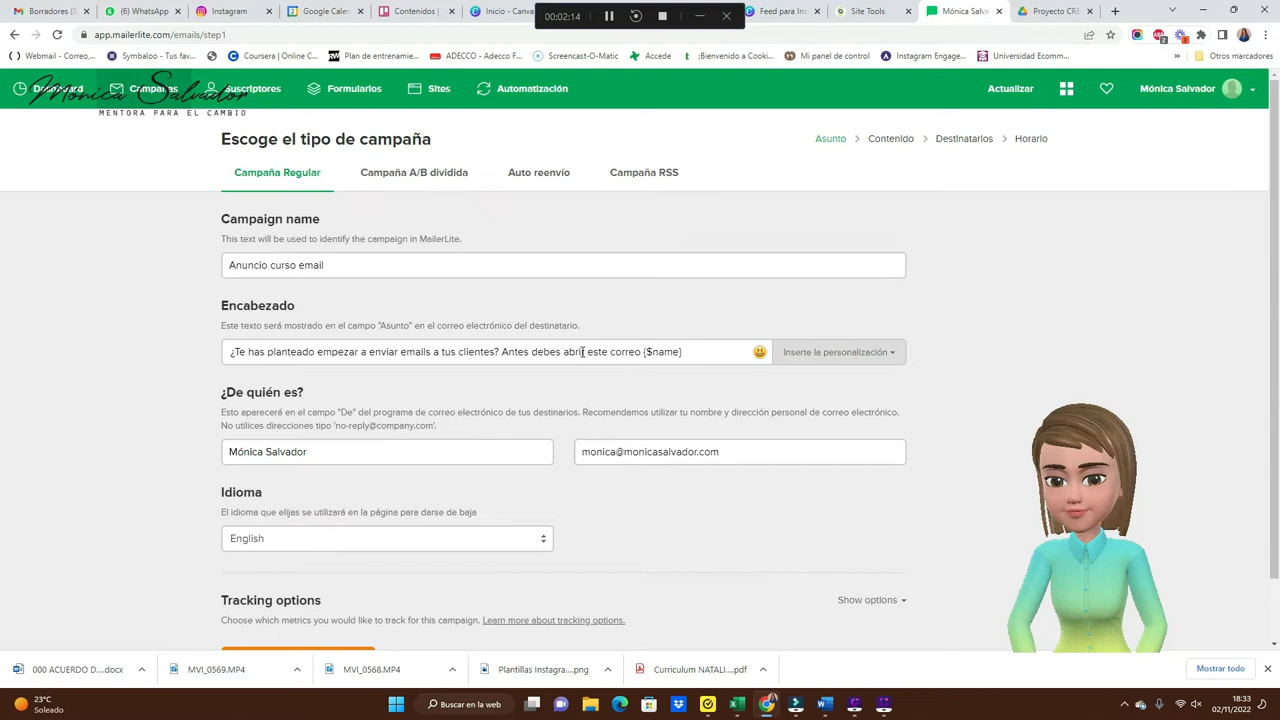 Borradores (
(6) WhatsApp
Instagram
Google Calen
Contenidos |
Inicio - Canva
00:02:14
Feed para In
Site Tools
Mónica Salva
Proyecto CRE
app.mailerlite.com/emails/step1
Webmail - Correo,...
Symbaloo - Tus fav...
Coursera | Online C...
Plan de entrenamie...
ADECCO - Adecco F...
Screencast-O-Matic
Accede
¡Bienvenido a Cooki...
Mi panel de control
Instagram Engage...
Universidad Ecomm...
»
Otros marcadores
Dashboard
Campañas
Suscriptores
Formularios
Sites
Automatización
Actualizar
Mónica Salvador
Mónica Salvador
MENTORA PARA EL CAMBIO
Escoge el tipo de campaña
Asunto > Contenido > Destinatarios > Horario
Campaña Regular
Campaña A/B dividida
Auto reenvío
Campaña RSS
Campaign name
This text will be used to identify the campaign in MailerLite.
Anuncio curso email
Encabezado
Este texto será mostrado en el campo "Asunto" en el correo electrónico del destinatario.
¿Te has planteado empezar a enviar emails a tus clientes? Antes debes abrir este correo {$name}
Inserte la personalización
¿De quién es?
Esto aparecerá en el campo "De" del programa de correo electrónico de tus destinarios. Recomendamos utilizar tu nombre y dirección personal de correo electrónico.
No utilices direcciones tipo 'no-reply@company.com'.
Mónica Salvador
monica@monicasalvador.com
Idioma
El idioma que elijas se utilizará en la página para darse de baja
English
Tracking options
Show options
Choose which metrics you would like to track for this campaign. Learn more about tracking options.
000 ACUERDO D....docx
MVI_0569.MP4
MVI_0568.MP4
Plantillas Instagra....png
Curriculum NATALI....pdf
Mostrar todo
23°C
Soleado
Buscar en la web
18:33
02/11/2022